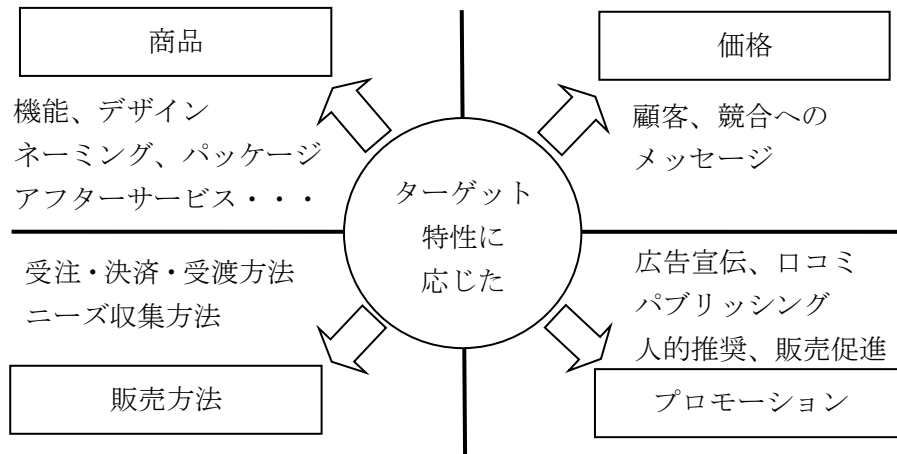 商品
機能、デザイン
ネーミング、パッケージ
アフターサービス・・・
価格
顧客、競合への
メッセージ
ターゲット
特性に
応じた
受注・決済・受渡方法
ニーズ収集方法
販売方法
広告宣伝、口コミ
パブリッシング
人的推奨、販売促進
プロモーション